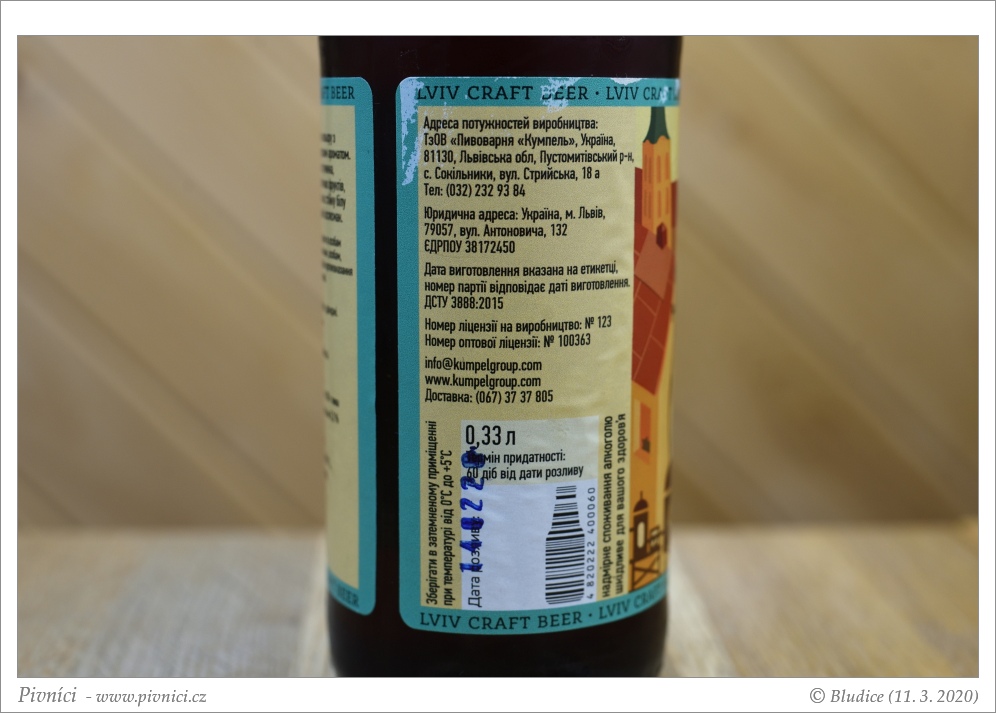 LVIV CRAFT BEER · LVIV CRAFT
Адреса потужностей виробництва:
ТзОВ «Пивоварня «Кумпель», Україна,
81130, Львівська обл, Пустомитівський р-н,
с. Сокільники, вул. Стрийська, 18 а
Тел: (032) 232 93 84
Юридична адреса: Україна, м. Львів,
79057, вул. Антоновича, 132
ЄДРПОУ 38172450
Дата виготовлення вказана на етикетці,
номер партії відповідає даті виготовлення.
ДСТУ 3888:2015
Номер ліцензії на виробництво: № 123
Номер оптової ліцензії: № 100363
info@kumpelgroup.com
www.kumpelgroup.com
Доставка: (067) 37 37 805
Зберігати в затемненому приміщенні
при температурі від 0°С до +5°С
0,33 л
придатності:
60 діб від дати розливу
Дата розливу:
4 820222 400060
надмірне споживання алкоголю
шкідливе для вашого здоров'я
LVIV CRAFT BEER · LVIV CRAFT
BEER
BEER
Pivníci - www.pivnici.cz
© Bludice (11. 3. 2020)